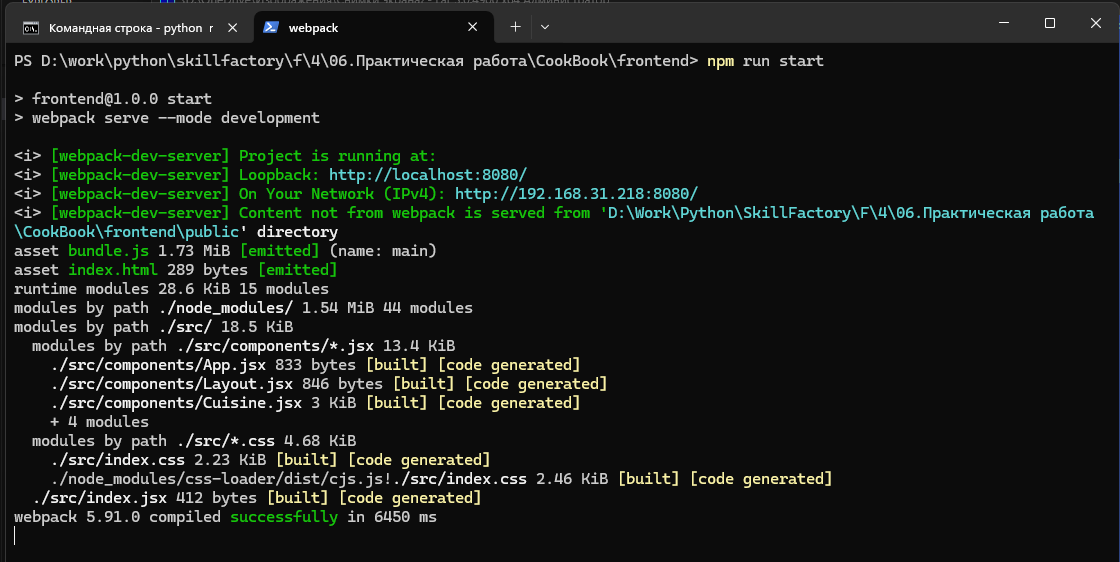 Командная строка - python r
webpack
PS D:\work\python\skillfactory\f\4\06.Практическая работа\CookBook\frontend> npm run start
> frontend@1.0.0 start
> webpack serve --mode development
<i> [webpack-dev-server] Project is running at:
<i> [webpack-dev-server] Loopback: http://localhost:8080/
<i> [webpack-dev-server] On Your Network (IPv4): http://192.168.31.218:8080/
<i> [webpack-dev-server] Content not from webpack is served from 'D:\Work\Python\SkillFactory\F\4\06.Практическая работа
\CookBook\frontend\public' directory
asset bundle.js 1.73 MiB [emitted] (name: main)
asset index.html 289 bytes [emitted]
runtime modules 28.6 KiB 15 modules
modules by path ./node_modules/ 1.54 MiB 44 modules
modules by path ./src/ 18.5 KiB
modules by path ./src/components/*.jsx 13.4 KiB
./src/components/App.jsx 833 bytes [built] [code generated]
./src/components/Layout.jsx 846 bytes [built] [code generated]
./src/components/Cuisine.jsx 3 KiB [built] [code generated]
+ 4 modules
modules by path ./src/*.css 4.68 KiB
./src/index.css 2.23 KiB [built] [code generated]
./node_modules/css-loader/dist/cjs.js!./src/index.css 2.46 KiB [built] [code generated]
./src/index.jsx 412 bytes [built] [code generated]
webpack 5.91.0 compiled successfully in 6450 ms